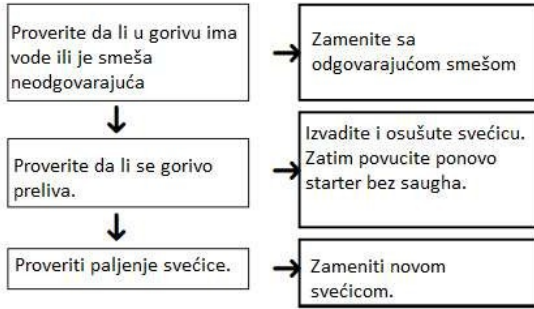 Proverite da li u gorivu ima
vode ili je smeša
neodgovarajuća
Zamenite sa
odgovarajućom smešom
Proverite da li se gorivo
preliva.
Izvadite i osušute svećicu.
Zatim povucite ponovo
starter bez saugha.
Proveriti paljenje svećice.
Zameniti novom
svećicom.